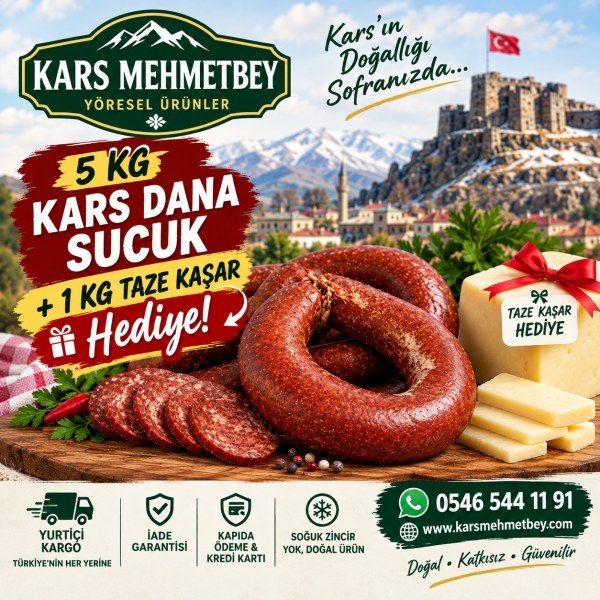 KARS MEHMETBEY
YÖRESEL ÜRÜNLER
Kars'ın
Doğallığı
Sofranızda...
5 KG
KARS DANA
SUCUK
+ 1 KG TAZE KAŞAR
Hediye!
TAZE KAŞAR
HEDİYE
YURTİÇİ
KARGO
TÜRKİYE'NİN HER YERİNE
İADE
GARANTİSİ
KAPIDA
ÖDEME &
KREDİ KARTI
SOĞUK ZİNCİR
YOK, DOĞAL ÜRÜN
0546 544 11 91
www.karsmehmetbey.com
Doğal • Katkısız • Güvenilir